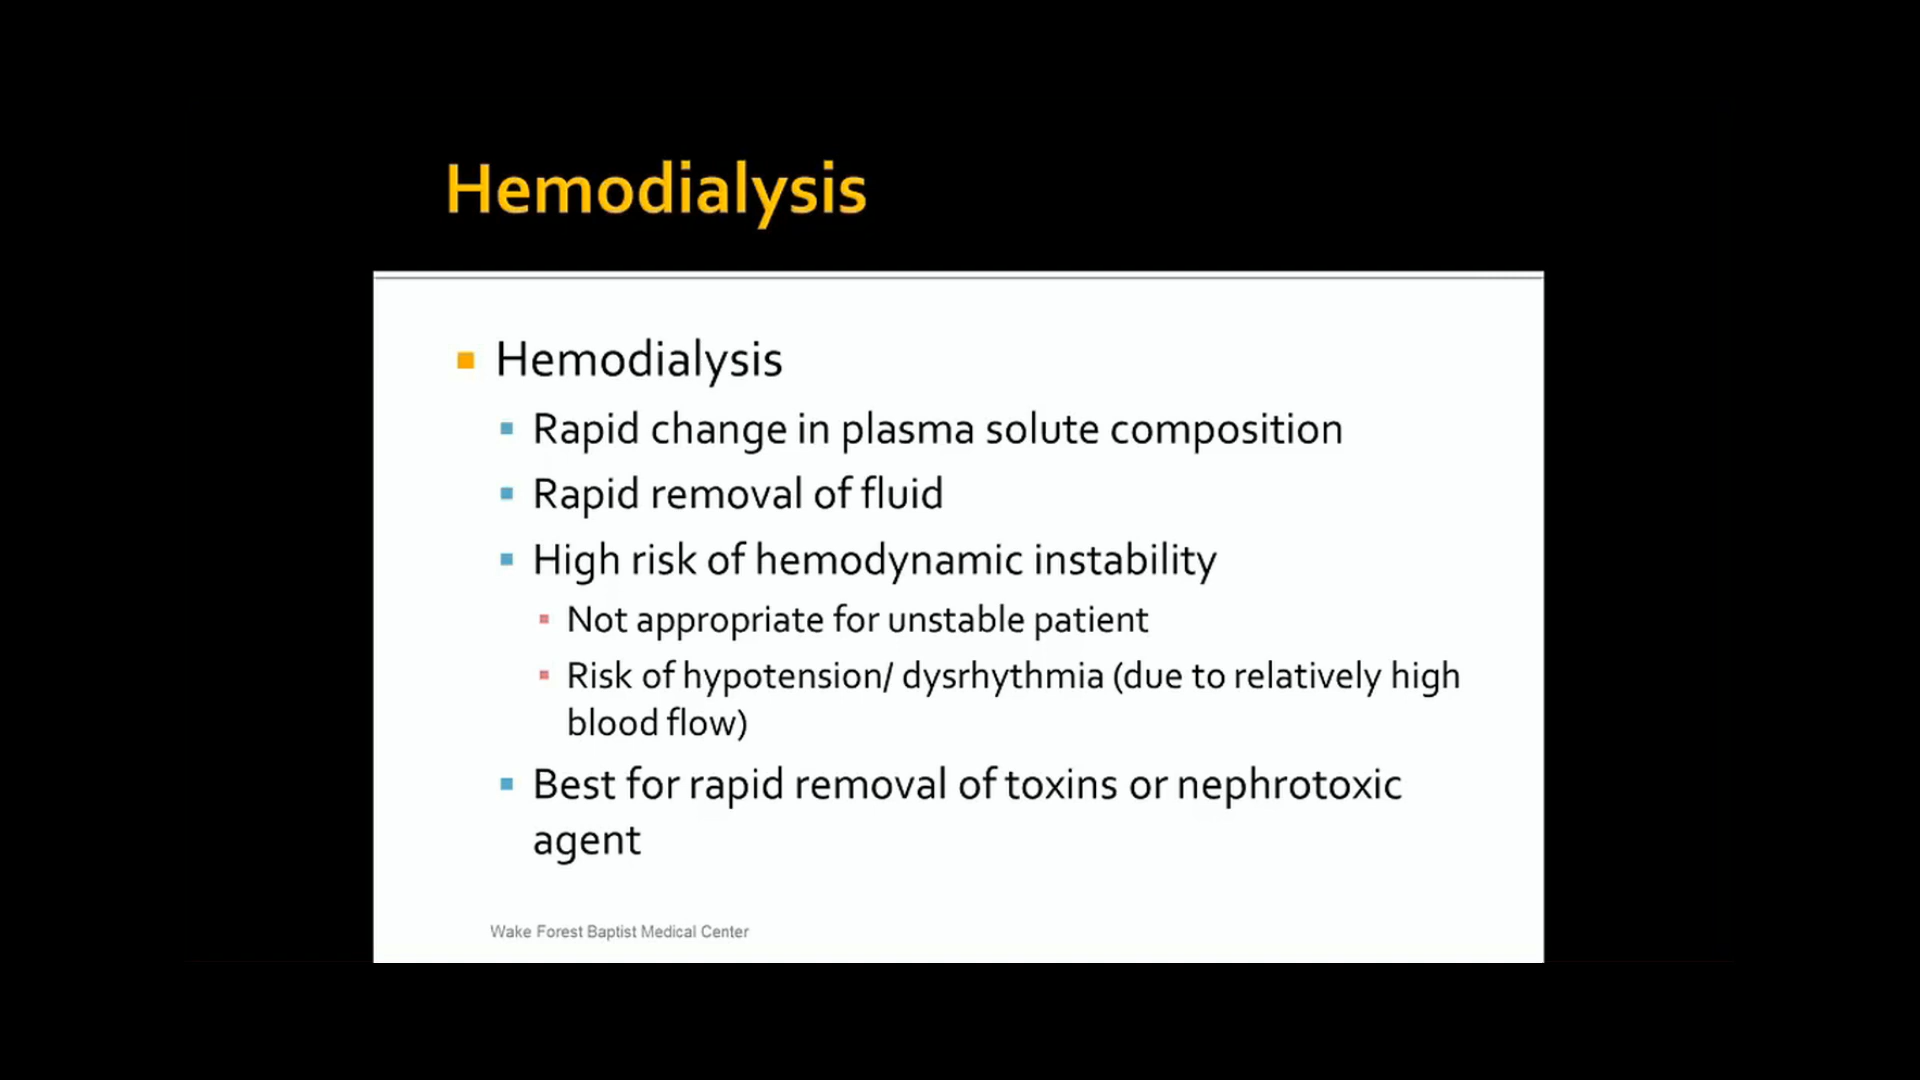 Hemodialysis
Hemodialysis
Rapid change in plasma solute composition
Rapid removal of fluid
High risk of hemodynamic instability
Not appropriate for unstable patient
Risk of hypotension/ dysrhythmia (due to relatively high
blood flow)
Best for rapid removal of toxins or nephrotoxic
agent
Wake Forest Baptist Medical Center